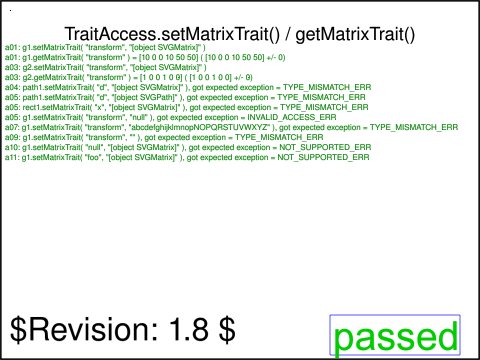 TraitAccess.setMatrixTrait() / getMatrixTrait()
a01: g1.setMatrixTrait( "transform", "[object SVGMatrix]" )
a01: g1.getMatrixTrait( "transform" ) = [10 0 0 10 50 50] ( [10 0 0 10 50 50] +/- 0)
a03: g2.setMatrixTrait( "transform", "[object SVGMatrix]" )
a03: g2.getMatrixTrait( "transform" ) = [1 0 0 1 0 0] ( [1 0 0 1 0 0] +/- 0)
a04: path1.setMatrixTrait( "d", "[object SVGMatrix]" ), got expected exception = TYPE_MISMATCH_ERR
a05: path1.setMatrixTrait( "d", "[object SVGPath]" ), got expected exception = TYPE_MISMATCH_ERR
a05: rect1.setMatrixTrait( "x", "[object SVGMatrix]" ), got expected exception = TYPE_MISMATCH_ERR
a05: g1.setMatrixTrait( "transform", "null" ), got expected exception = INVALID_ACCESS_ERR
a07: g1.setMatrixTrait( "transform", "abcdefghijklmnopNOPQRSTUVWXYZ" ), got expected exception = TYPE_MISMATCH_ERR
a09: g1.setMatrixTrait( "transform", "" ), got expected exception = TYPE_MISMATCH_ERR
a10: g1.setMatrixTrait( "null", "[object SVGMatrix]" ), got expected exception = NOT_SUPPORTED_ERR
a11: g1.setMatrixTrait( "foo", "[object SVGMatrix]" ), got expected exception = NOT_SUPPORTED_ERR
$Revision: 1.8 $
passed